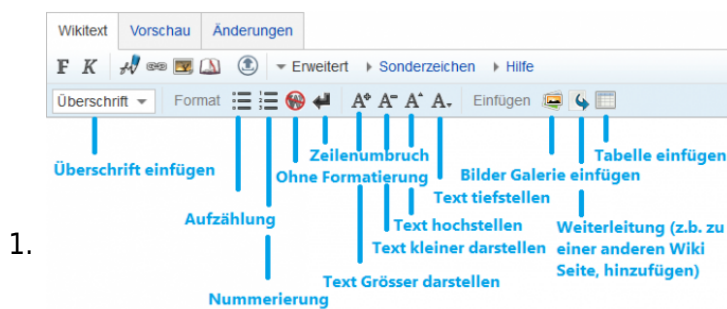 Wikitext Vorschau Änderungen
F K Erweitert Sonderzeichen Hilfe
Überschrift Format W A+ A− A A Einfügen
Zeilenumbruch
Tabelle einfügen
Überschrift einfügen
Ohne Formatierung
Bilder Galerie einfügen
Text tiefstellen
Aufzählung
Text hochstellen
Weiterleitung (z.b. zu
einer anderen Wiki
Seite, hinzufügen)
1.
Text kleiner darstellen
Text Grösser darstellen
Nummerierung